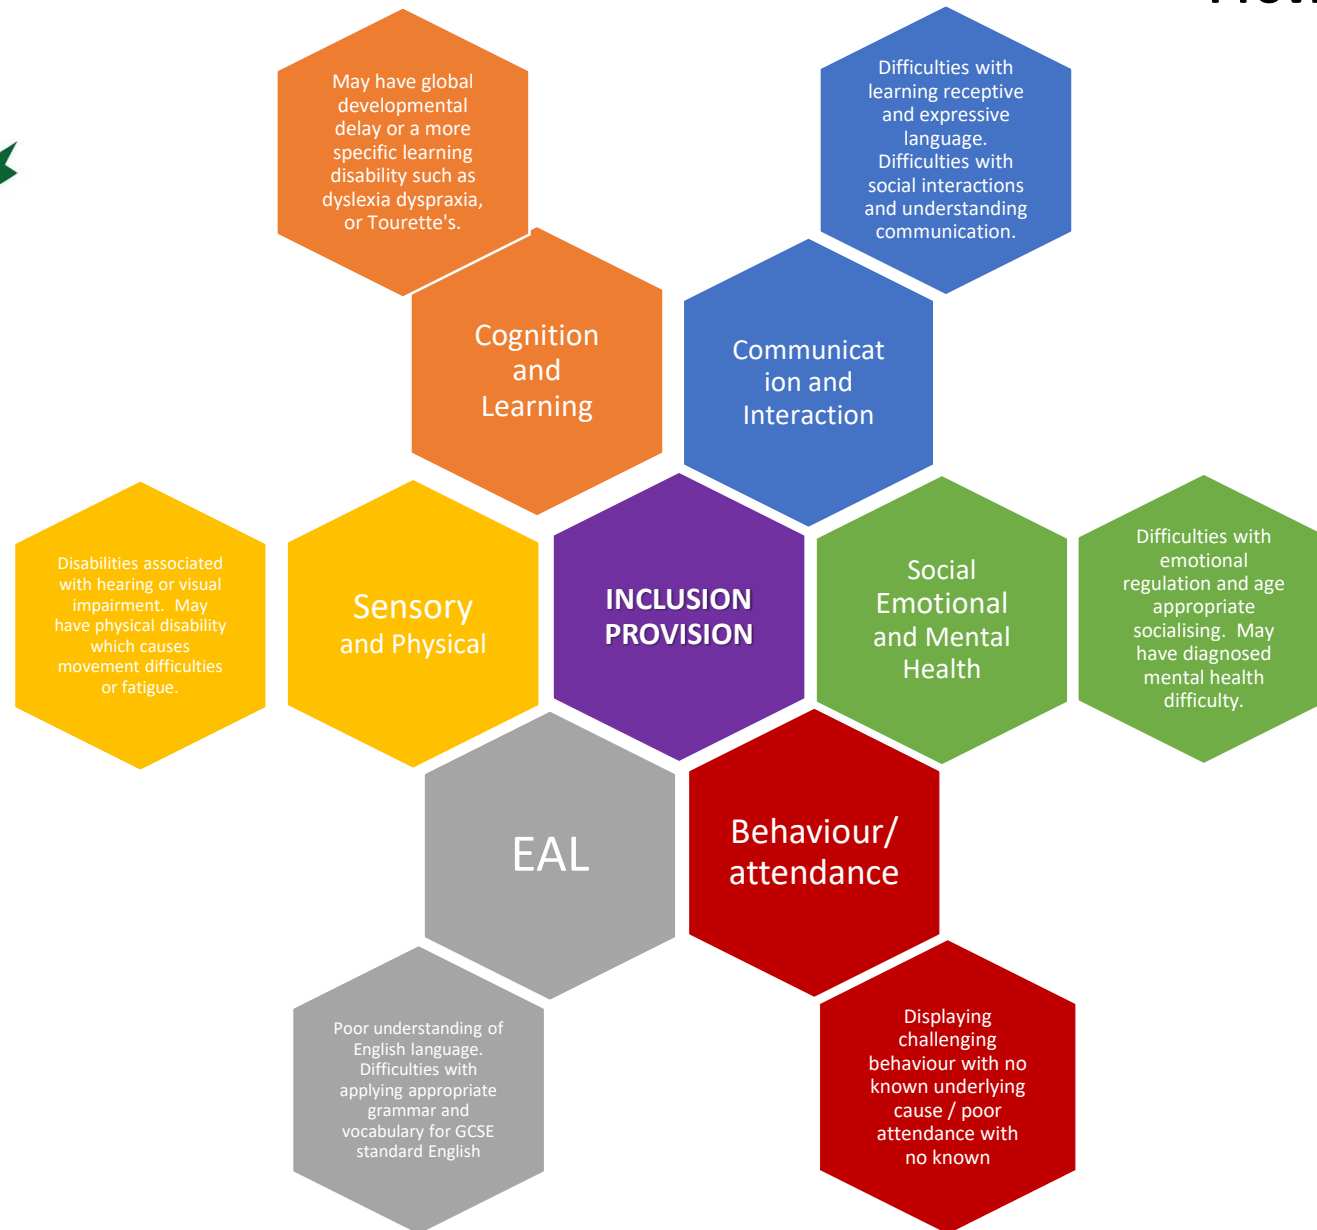 May have global
developmental
delay or a more
specific learning
disability such as
dyslexia dyspraxia,
or Tourette's.
Difficulties with
learning receptive
and expressive
language.
Difficulties with
social interactions
and understanding
communication.
Cognition
and
Learning
Communicat
ion and
Interaction
Disabilities associated
with hearing or visual
impairment.  May
have physical disability
which causes
movement difficulties
or fatigue.
Sensory
and Physical
INCLUSION
PROVISION
Social
Emotional
and Mental
Health
Difficulties with
emotional
regulation and age
appropriate
socialising.  May
have diagnosed
mental health
difficulty.
EAL
Behaviour/
attendance
Poor understanding of
English language.
Difficulties with
applying appropriate
grammar and
vocabulary for GCSE
standard English
Displaying
challenging
behaviour with no
known underlying
cause / poor
attendance with
no known